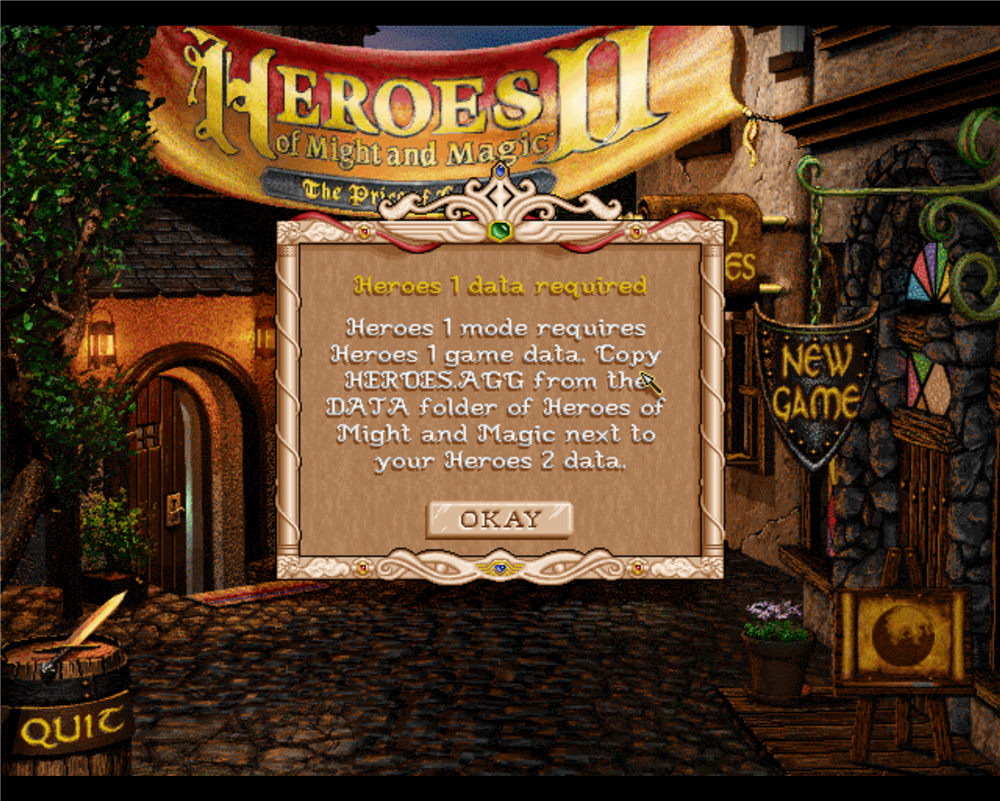 HEROES II
of Might and Magic
The Price of
Heroes 1 data required
Heroes 1 mode requires
Heroes 1 game data. Copy
HEROES.AGG from the
DATA folder of Heroes of
Might and Magic next to
your Heroes 2 data.
OKAY
NEW
GAME
QUIT